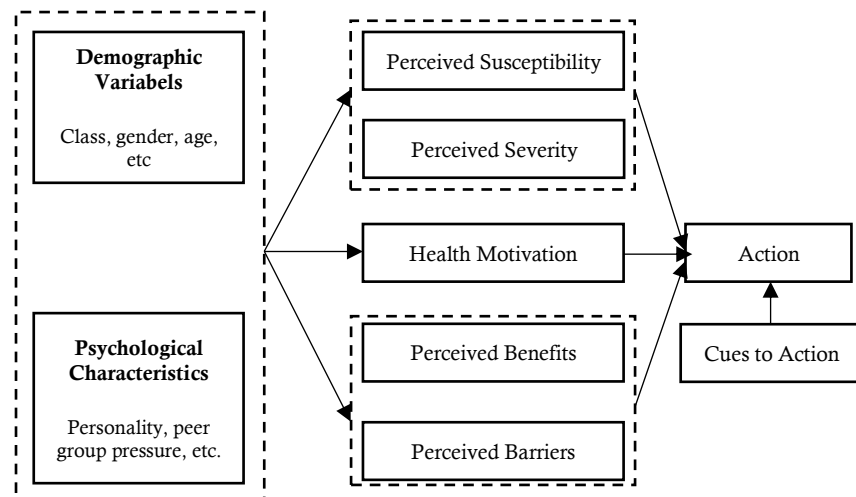 Demographic
Variabels
Class, gender, age,
etc
Psychological
Characteristics
Personality, peer
group pressure, etc.
Perceived Susceptibility
Perceived Severity
Health Motivation
Perceived Benefits
Perceived Barriers
Action
Cues to Action